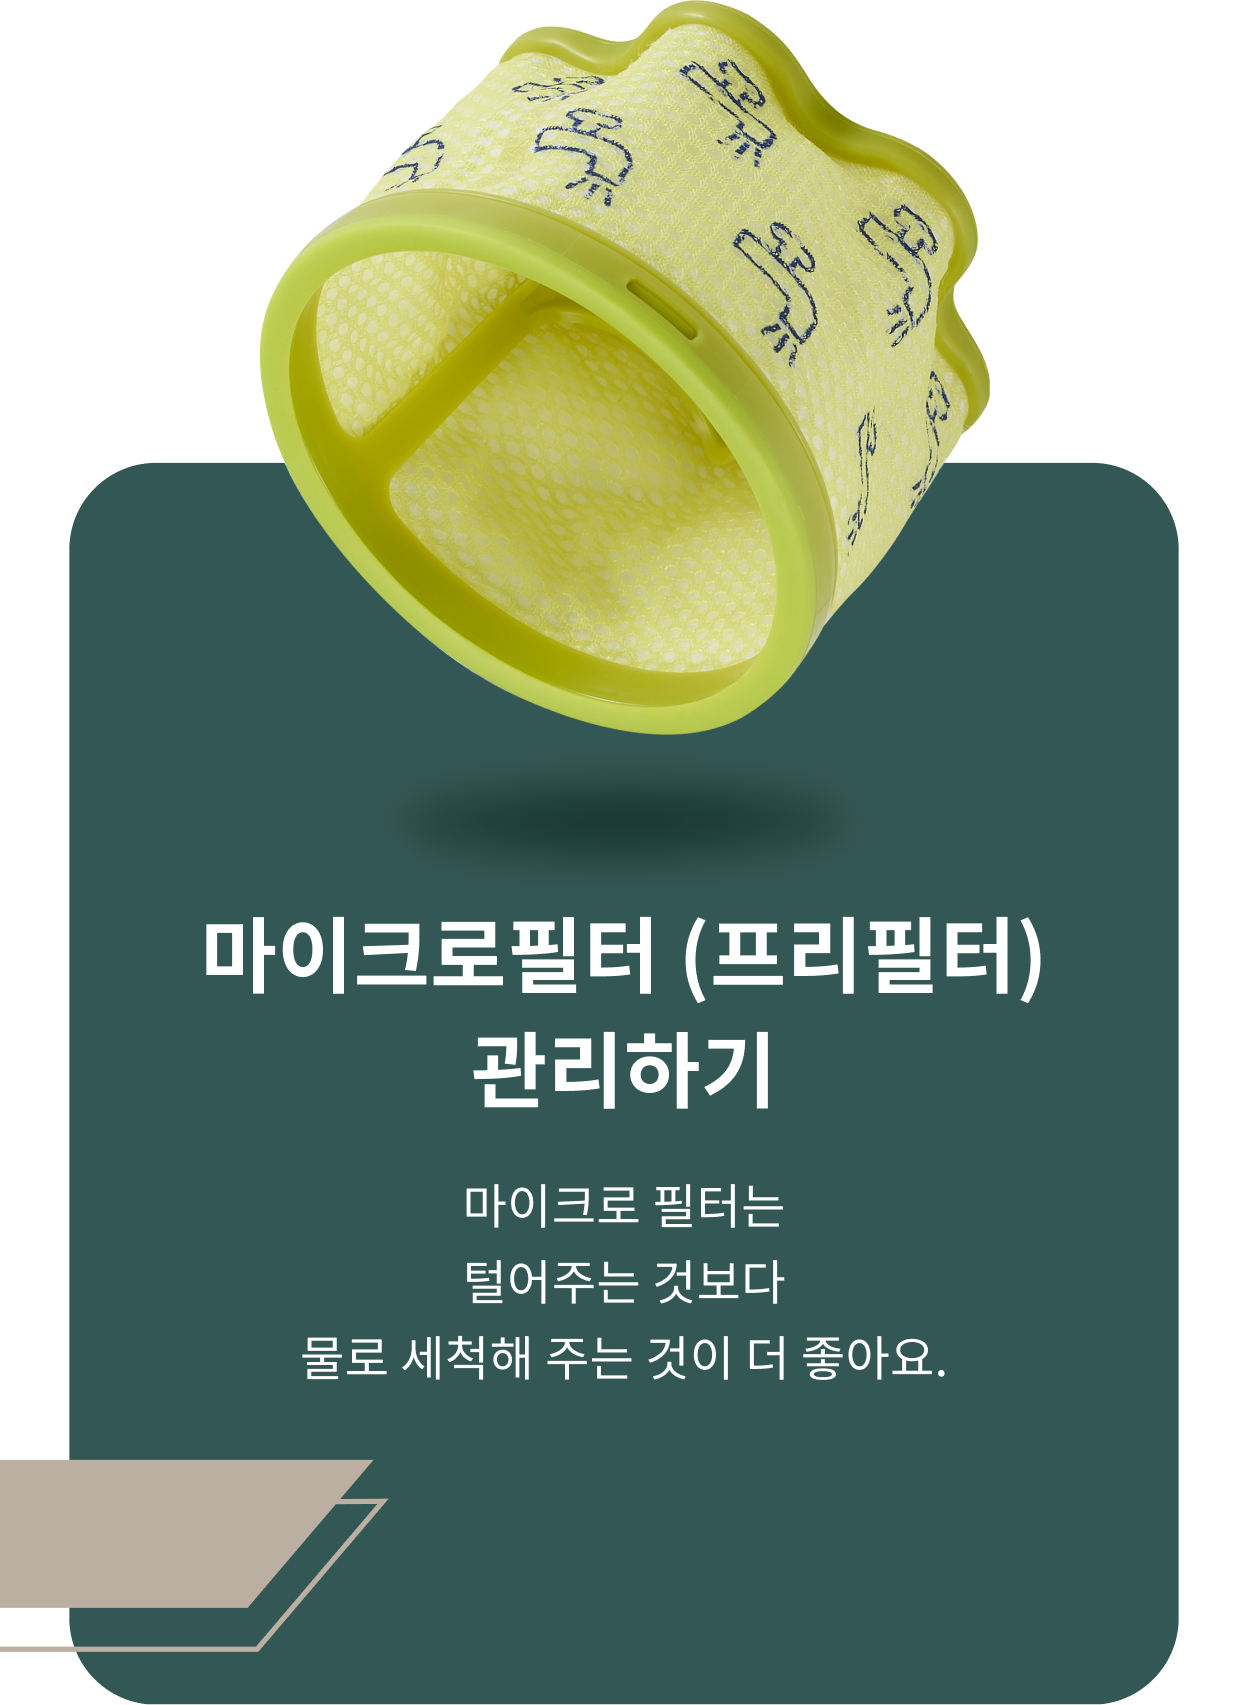 마이크로필터 (프리필터)
관리하기
마이크로 필터는
털어주는 것보다
물로 세척해 주는 것이 더 좋아요.